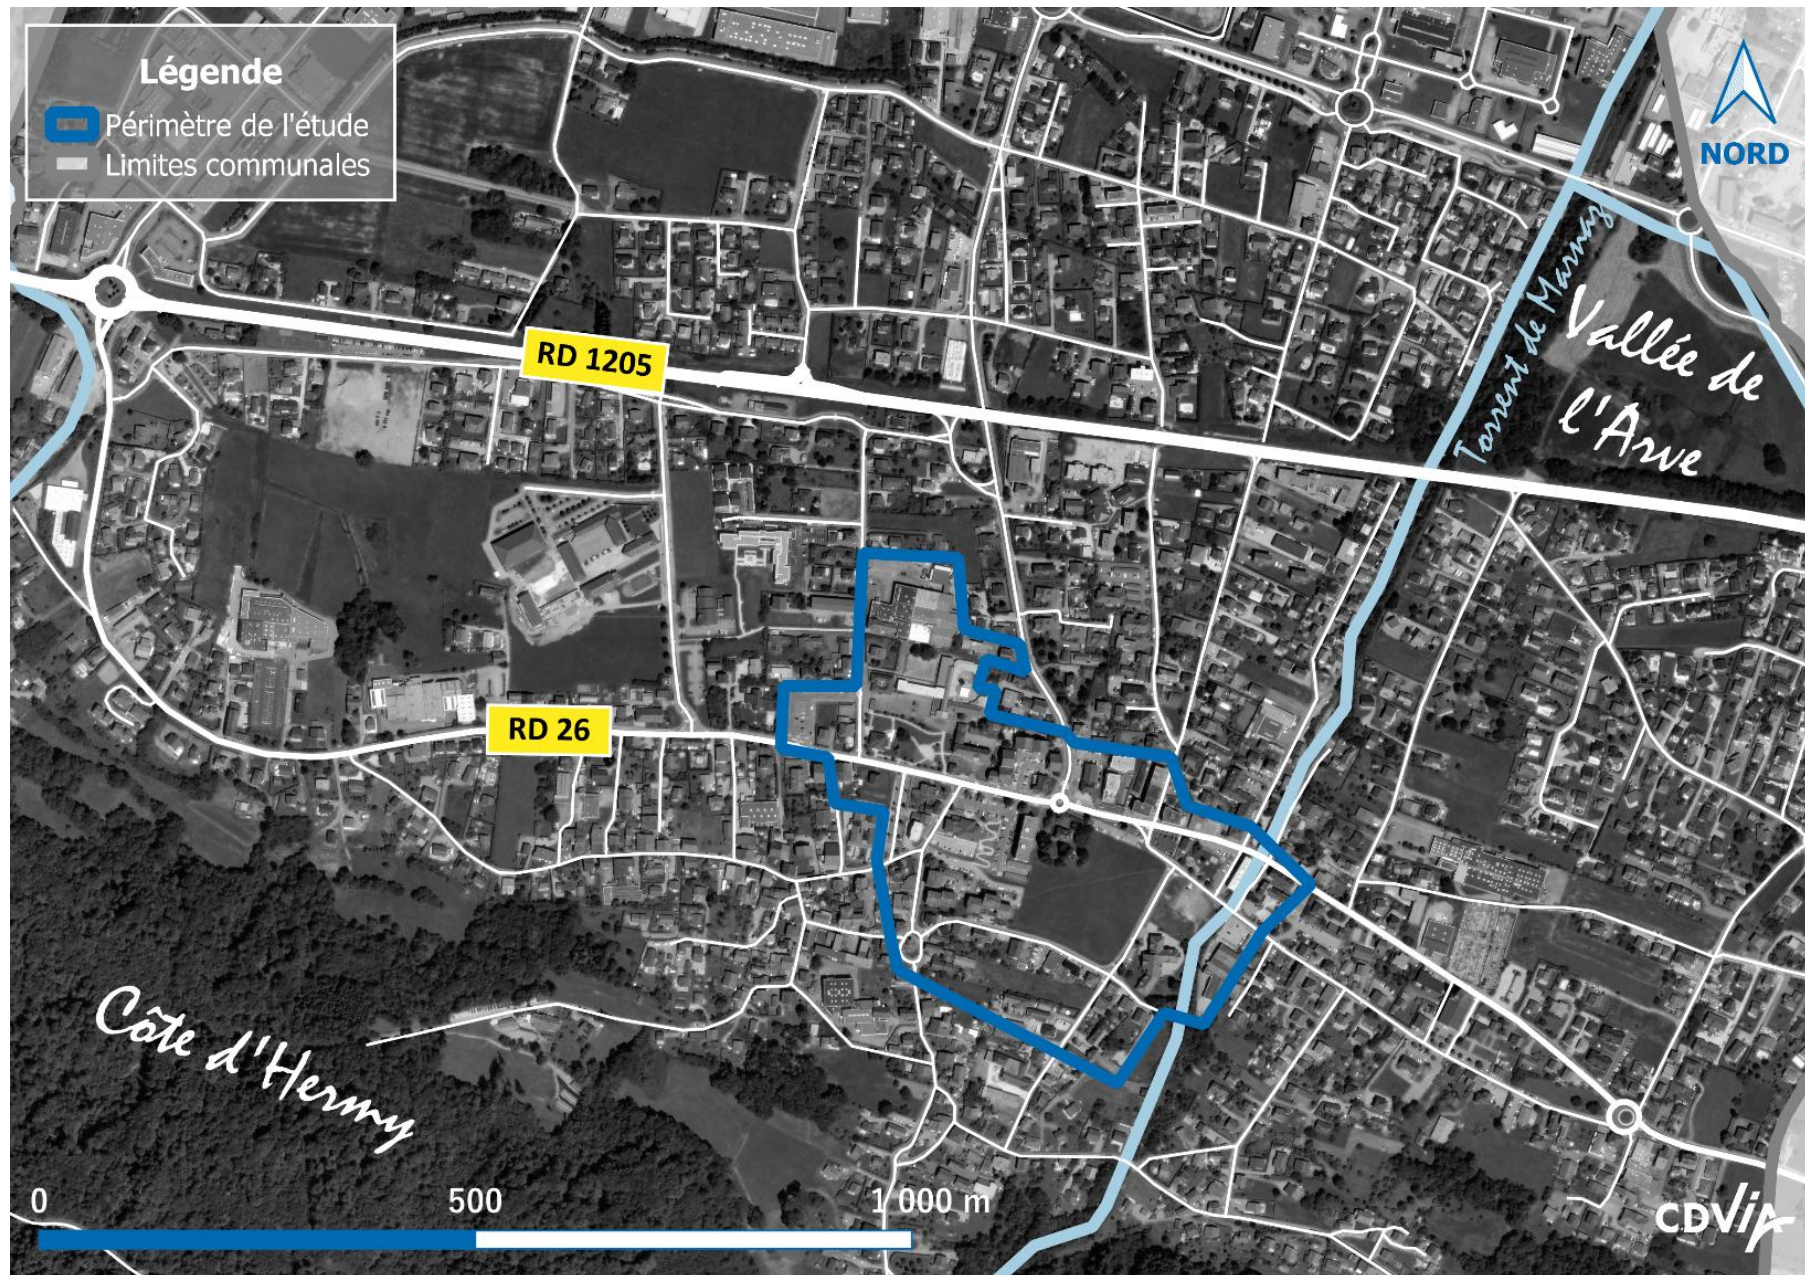 Légende
Périmètre de l'étude
Limites communales
NORD
RD 1205
Torrent de Marnaz
Vallée de
l'Arve
RD 26
Côte d'Hermy
0 500 1 000 m
CDVIA